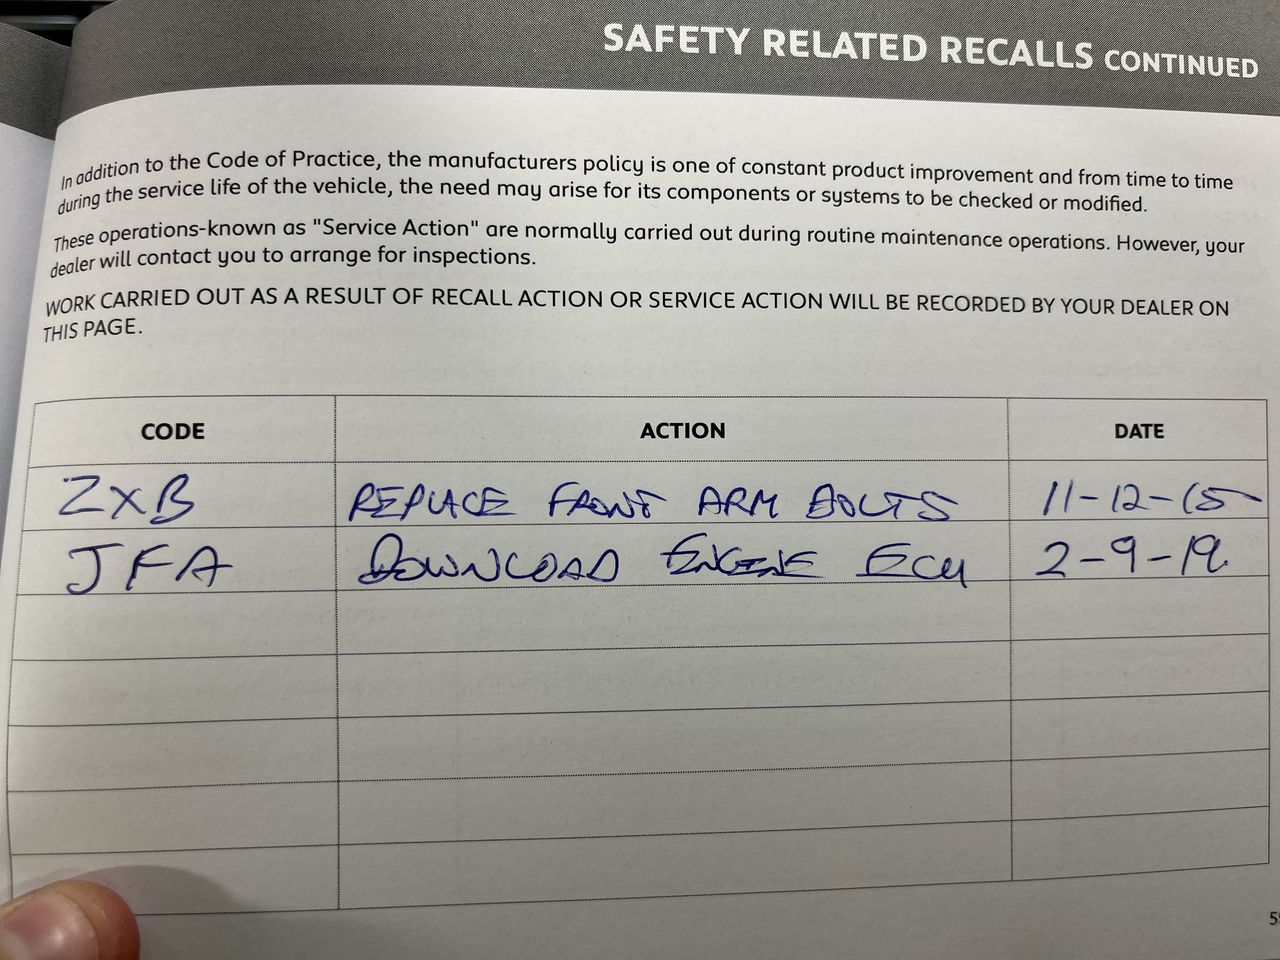 SAFETY RELATED RECALLS CONTINUED
In addition to the Code of Practice, the manufacturers policy is one of constant product improvement and from time to time
during the service life of the vehicle, the need may arise for its components or systems to be checked or modified.
These operations-known as "Service Action" are normally carried out during routine maintenance operations. However, your
dealer will contact you to arrange for inspections.
WORK CARRIED OUT AS A RESULT OF RECALL ACTION OR SERVICE ACTION WILL BE RECORDED BY YOUR DEALER ON
THIS PAGE.
CODE ACTION DATE
ZXB REPLACE FRONT ARM BOLTS 11-12-15
JFA DOWNLOAD ENGINE ECU 2-9-19.